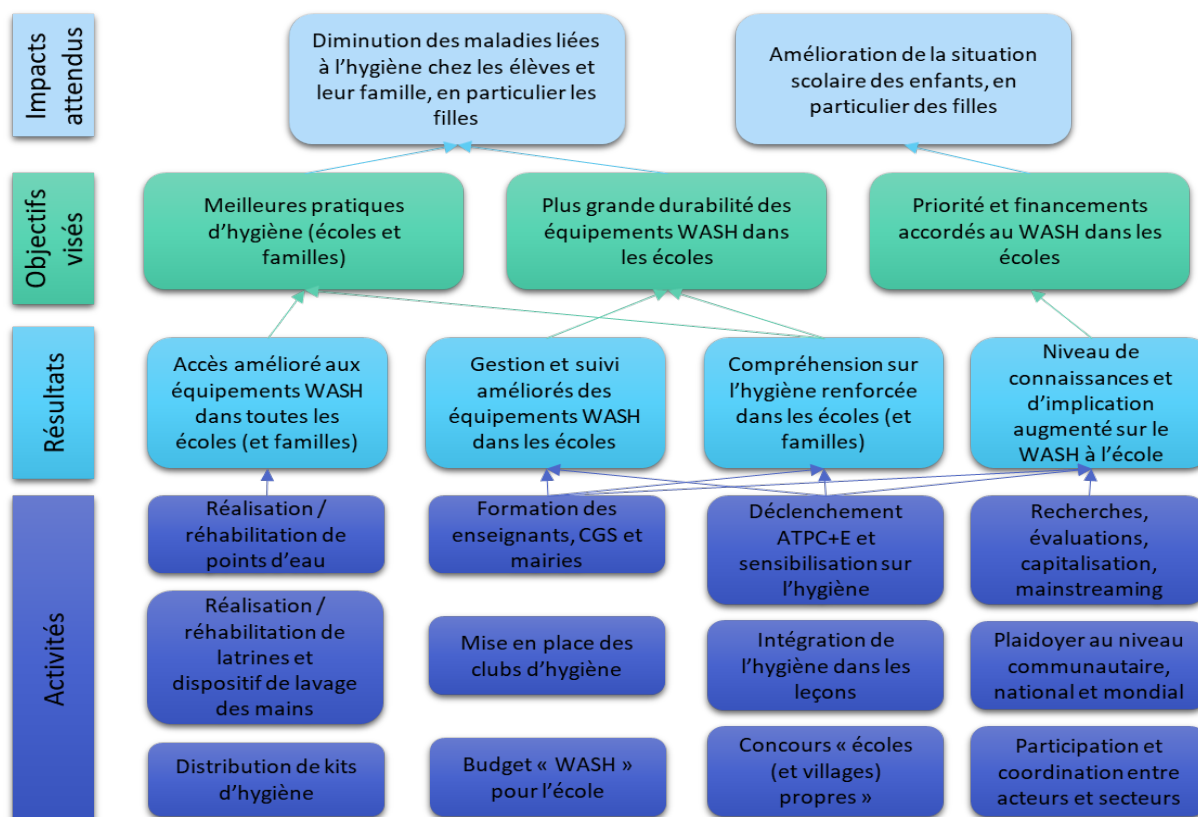 Impacts
attendus
Diminution des maladies liées
à l’hygiène chez les élèves et
leur famille, en particulier les
filles
Amélioration de la situation
scolaire des enfants, en
particulier des filles
Objectifs
visés
Meilleures pratiques
d’hygiène (écoles et
familles)
Plus grande durabilité des
équipements WASH dans
les écoles
Priorité et financements
accordés au WASH dans les
écoles
Résultats
Accès amélioré aux
équipements WASH
dans toutes les
écoles (et familles)
Gestion et suivi
améliorés des
équipements WASH
dans les écoles
Compréhension sur
l’hygiène renforcée
dans les écoles (et
familles)
Niveau de
connaissances et
d’implication
augmenté sur le
WASH à l’école
Activités
Réalisation /
réhabilitation de
points d’eau
Formation des
enseignants, CGS et
mairies
Déclenchement
ATPC+E et
sensibilisation sur
l’hygiène
Recherches,
évaluations,
capitalisation,
mainstreaming
Réalisation /
réhabilitation de
latrines et
dispositif de lavage
des mains
Mise en place des
clubs d’hygiène
Intégration de
l’hygiène dans les
leçons
Plaidoyer au niveau
communautaire,
national et mondial
Distribution de kits
d’hygiène
Budget « WASH »
pour l’école
Concours « écoles
(et villages)
propres »
Participation et
coordination entre
acteurs et secteurs